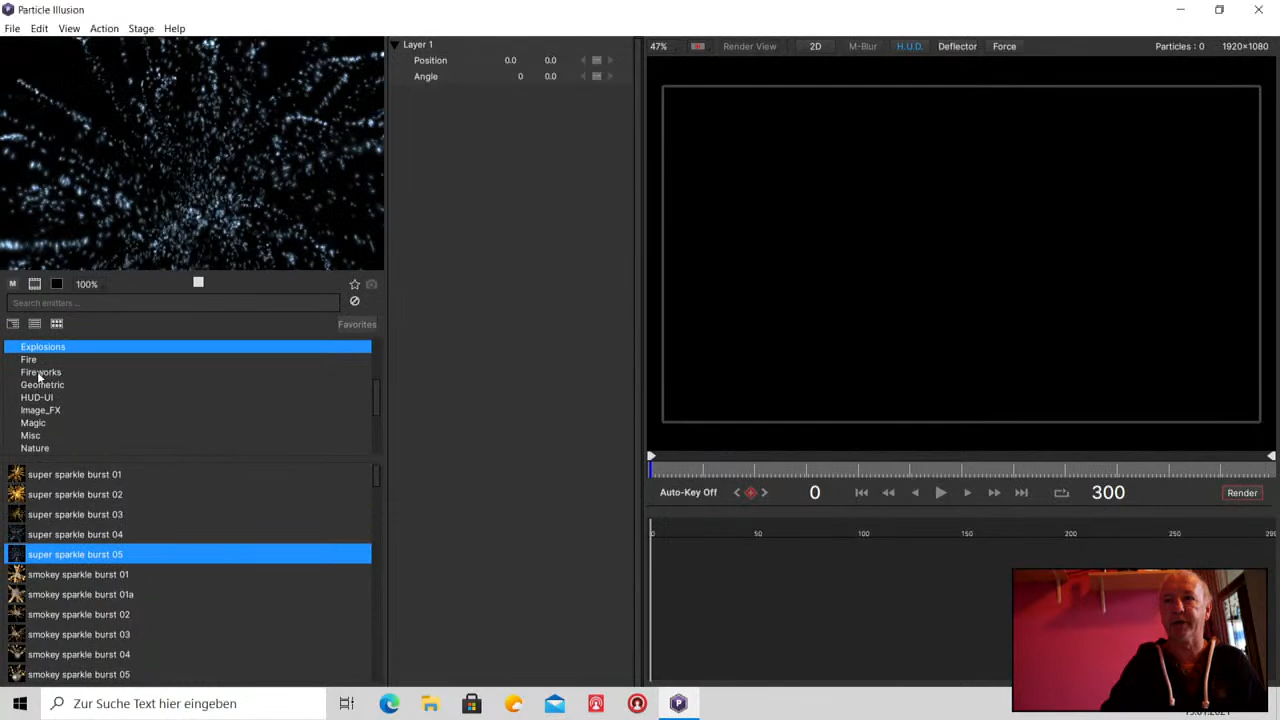 Particle Illusion
File Edit View Action Stage Help
Layer 1
Position 0.0 0.0
Angle 0 0.0
47% Render View 2D M-Blur H.U.D. Deflector Force Particles : 0 1920x1080
M 100%
Search emitters ...
Favorites
Explosions
Fire
Fireworks
Geometric
HUD-UI
Image_FX
Magic
Misc
Nature
super sparkle burst 01
super sparkle burst 02
super sparkle burst 03
super sparkle burst 04
super sparkle burst 05
smokey sparkle burst 01
smokey sparkle burst 01a
smokey sparkle burst 02
smokey sparkle burst 03
smokey sparkle burst 04
smokey sparkle burst 05
Auto-Key Off 0 300 Render
0 50 100 150 200 250 290
Zur Suche Text hier eingeben